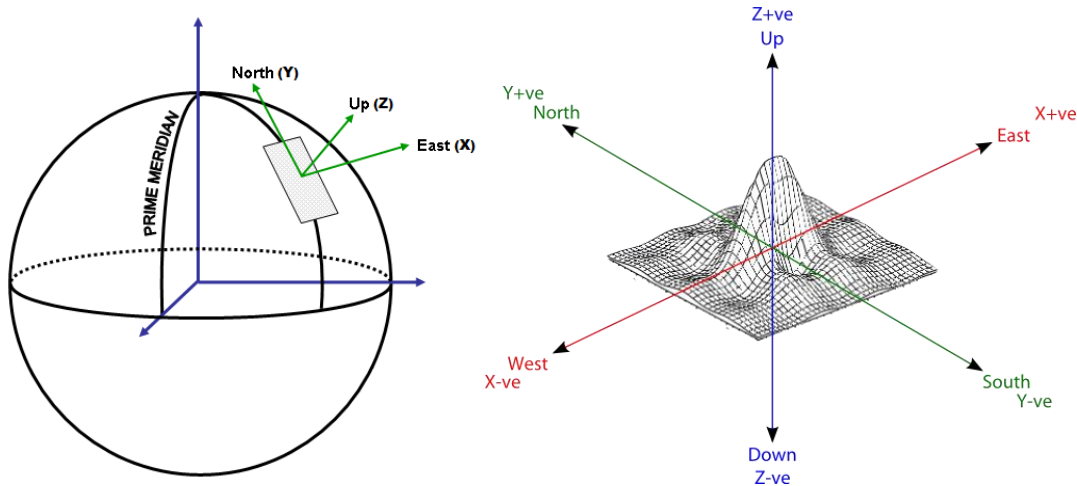 North (Y)
Up (Z)
East (X)
PRIME MERIDIAN
Z+ve
Up
Y+ve
North
X+ve
East
West
X-ve
South
Y-ve
Down
Z-ve